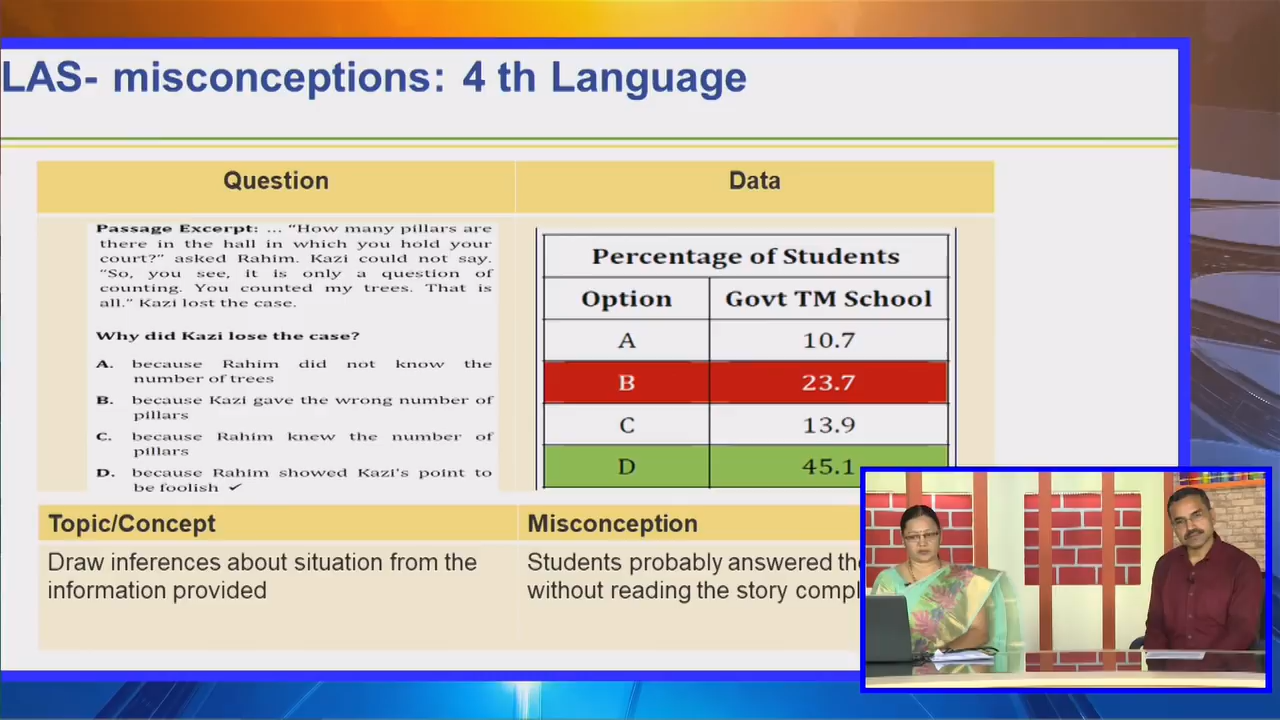 LAS- misconceptions: 4 th Language
Question
Data
Passage Excerpt: ... “How many pillars are
there in the hall in which you hold your
court?” asked Rahim. Kazi could not say.
“So, you see, it is only a question of
counting. You counted my trees. That is
all.” Kazi lost the case.
Why did Kazi lose the case?
A. because Rahim did not know the
number of trees
B. because Kazi gave the wrong number of
pillars
C. because Rahim knew the number of
pillars
D. because Rahim showed Kazi's point to
be foolish ✓
Percentage of Students
Option Govt TM School
A 10.7
B 23.7
C 13.9
D 45.1
Topic/Concept
Draw inferences about situation from the
information provided
Misconception
Students probably answered
without reading the story